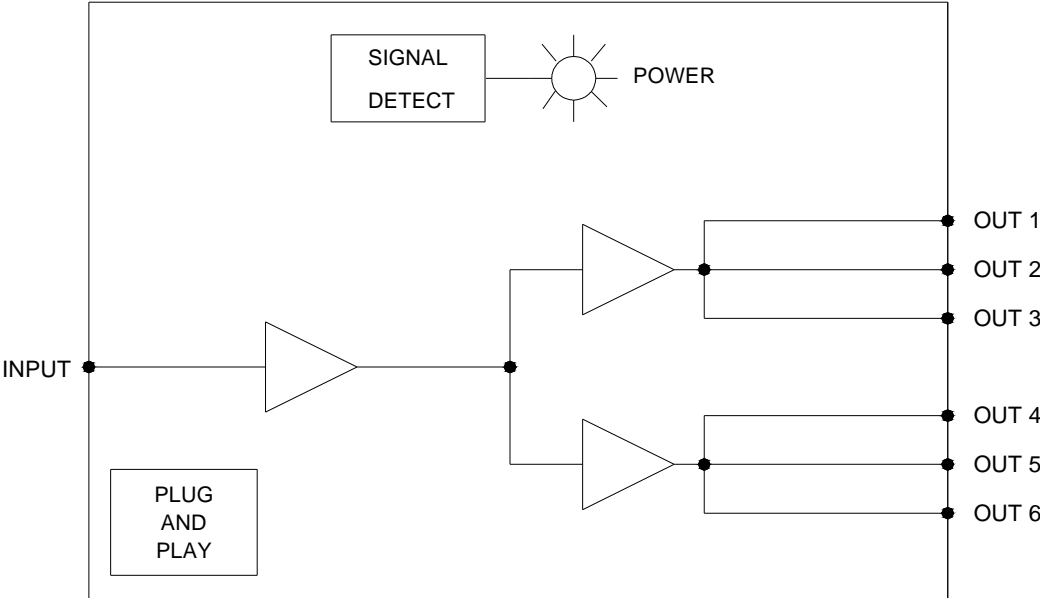 SIGNAL
DETECT
POWER
OUT 1
OUT 2
OUT 3
INPUT
OUT 4
OUT 5
OUT 6
PLUG
AND
PLAY